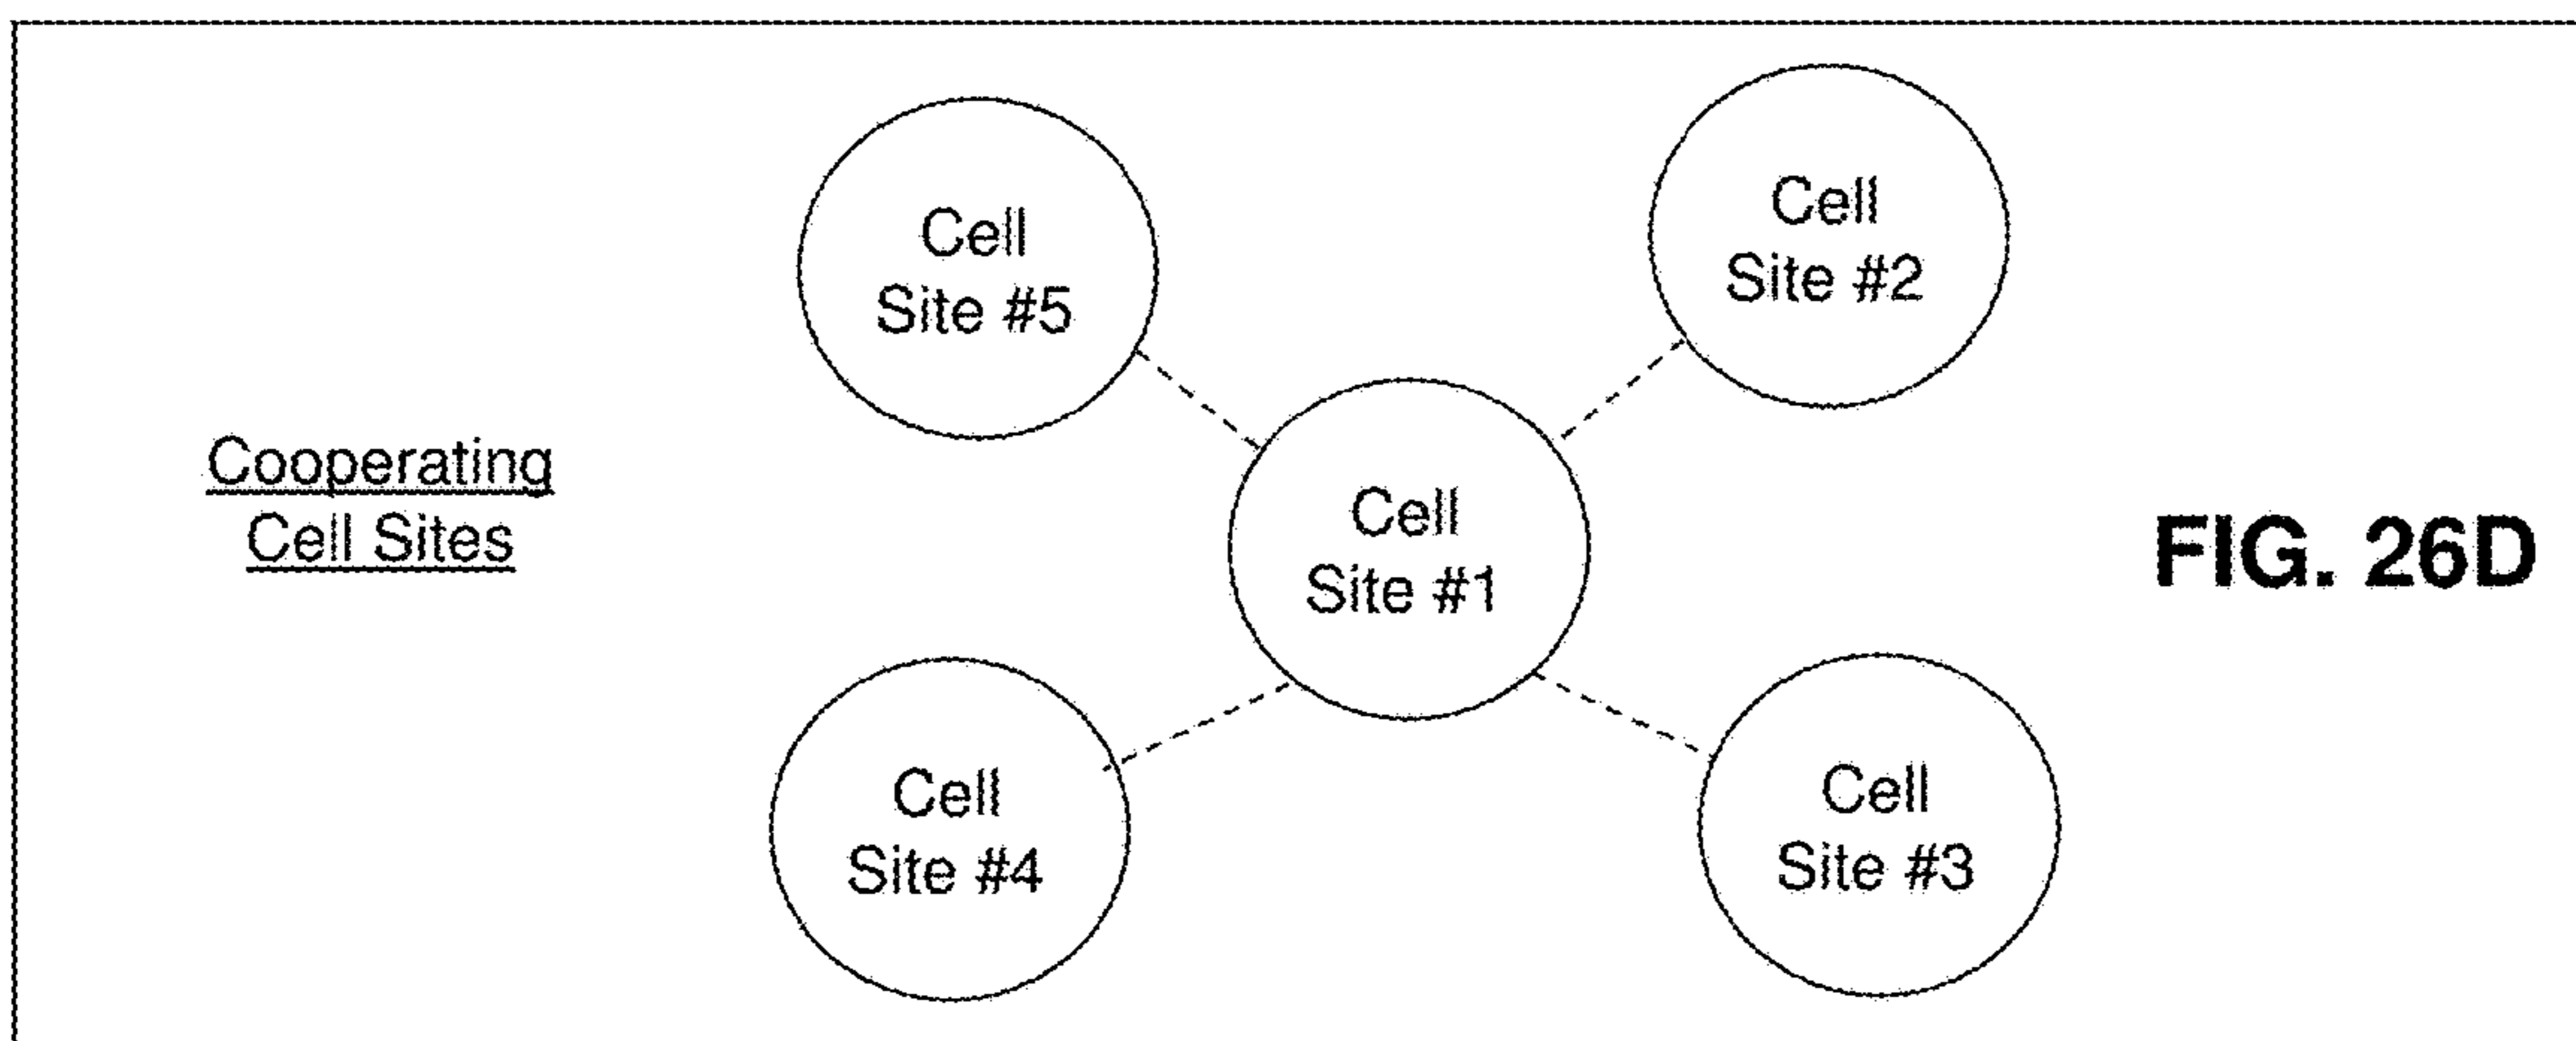 Cell
Site #5
Cell
Site #2
Cooperating
Cell Sites
Cell
Site #1
FIG. 26D
Cell
Site #4
Cell
Site #3